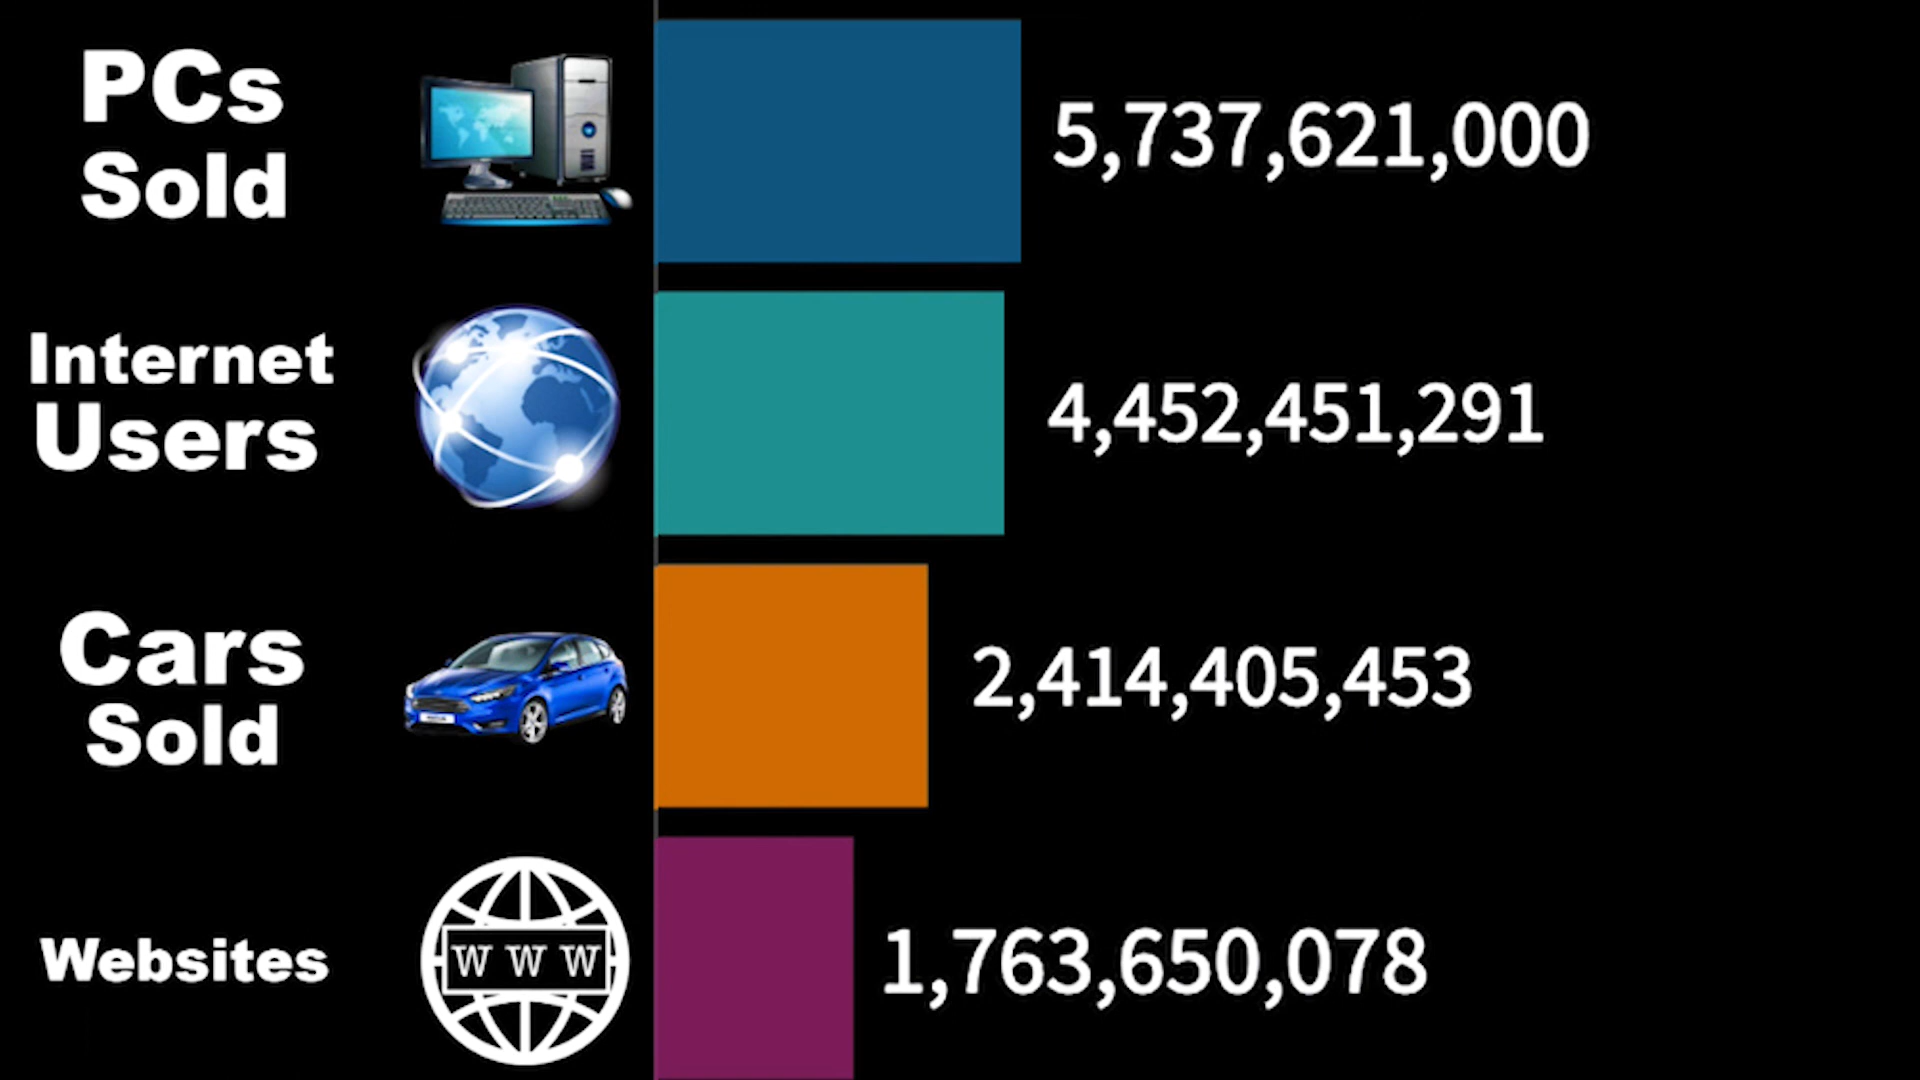 PCs
Sold
5,737,621,000
Internet
Users
4,452,451,291
Cars
Sold
2,414,405,453
Websites
W W W
1,763,650,078